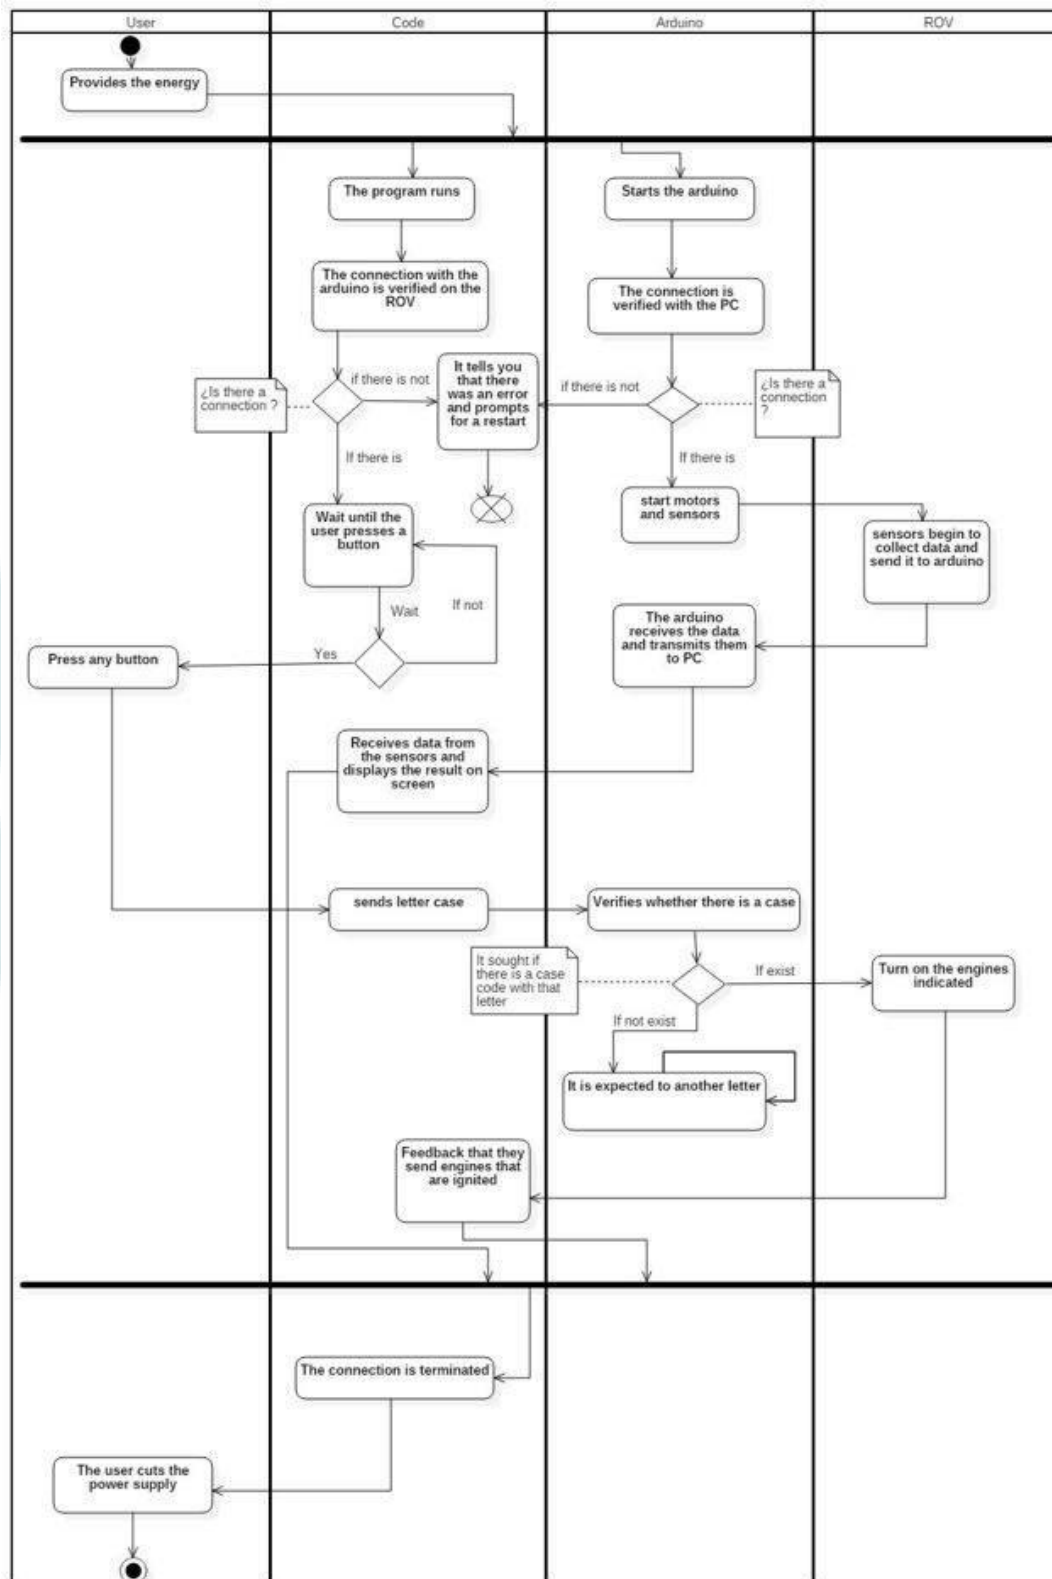 User
Code
Arduino
ROV
Provides the energy
The program runs
Starts the arduino
The connection with the
arduino is verified on the
ROV
The connection is
verified with the PC
¿Is there a
connection ?
if there is not
It tells you
that there
was an error
and prompts
for a restart
if there is not
¿Is there a
connection
?
If there is
If there is
Wait until the
user presses a
button
start motors
and sensors
sensors begin to
collect data and
send it to arduino
Wait
If not
The arduino
receives the data
and transmits them
to PC
Press any button
Yes
Receives data from
the sensors and
displays the result on
screen
sends letter case
Verifies whether there is a case
It sought if
there is a case
code with that
letter
If exist
Turn on the engines
indicated
If not exist
It is expected to another letter
Feedback that they
send engines that
are ignited
The connection is terminated
The user cuts the
power supply